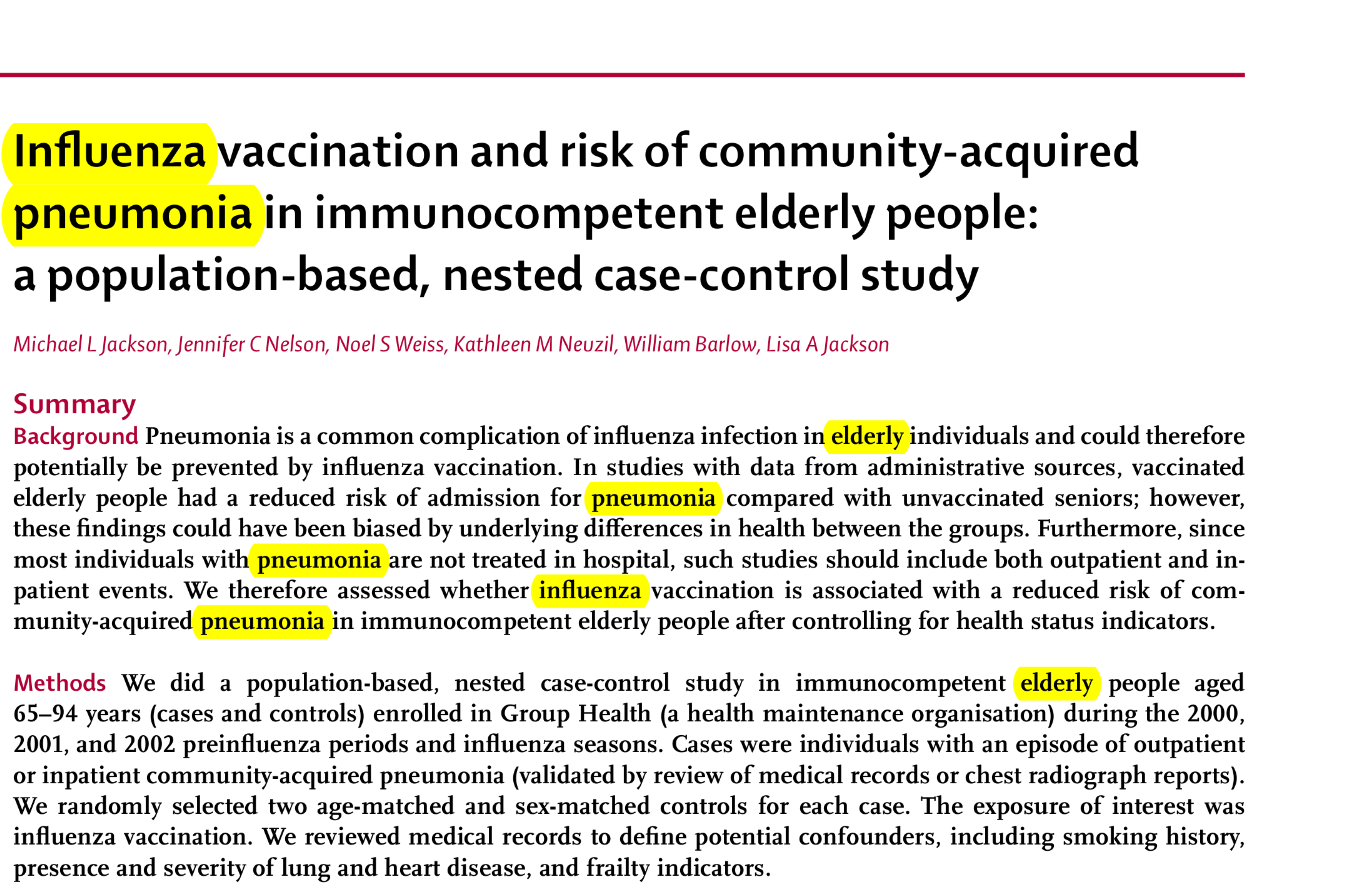 Influenza vaccination and risk of community-acquired
pneumonia in immunocompetent elderly people:
a population-based, nested case-control study
Michael L Jackson, Jennifer C Nelson, Noel S Weiss, Kathleen M Neuzil, William Barlow, Lisa A Jackson
Summary
Background Pneumonia is a common complication of influenza infection in elderly individuals and could therefore
potentially be prevented by influenza vaccination. In studies with data from administrative sources, vaccinated
elderly people had a reduced risk of admission for pneumonia compared with unvaccinated seniors; however,
these findings could have been biased by underlying differences in health between the groups. Furthermore, since
most individuals with pneumonia are not treated in hospital, such studies should include both outpatient and in-
patient events. We therefore assessed whether influenza vaccination is associated with a reduced risk of com-
munity-acquired pneumonia in immunocompetent elderly people after controlling for health status indicators.
Methods We did a population-based, nested case-control study in immunocompetent elderly people aged
65–94 years (cases and controls) enrolled in Group Health (a health maintenance organisation) during the 2000,
2001, and 2002 preinfluenza periods and influenza seasons. Cases were individuals with an episode of outpatient
or inpatient community-acquired pneumonia (validated by review of medical records or chest radiograph reports).
We randomly selected two age-matched and sex-matched controls for each case. The exposure of interest was
influenza vaccination. We reviewed medical records to define potential confounders, including smoking history,
presence and severity of lung and heart disease, and frailty indicators.